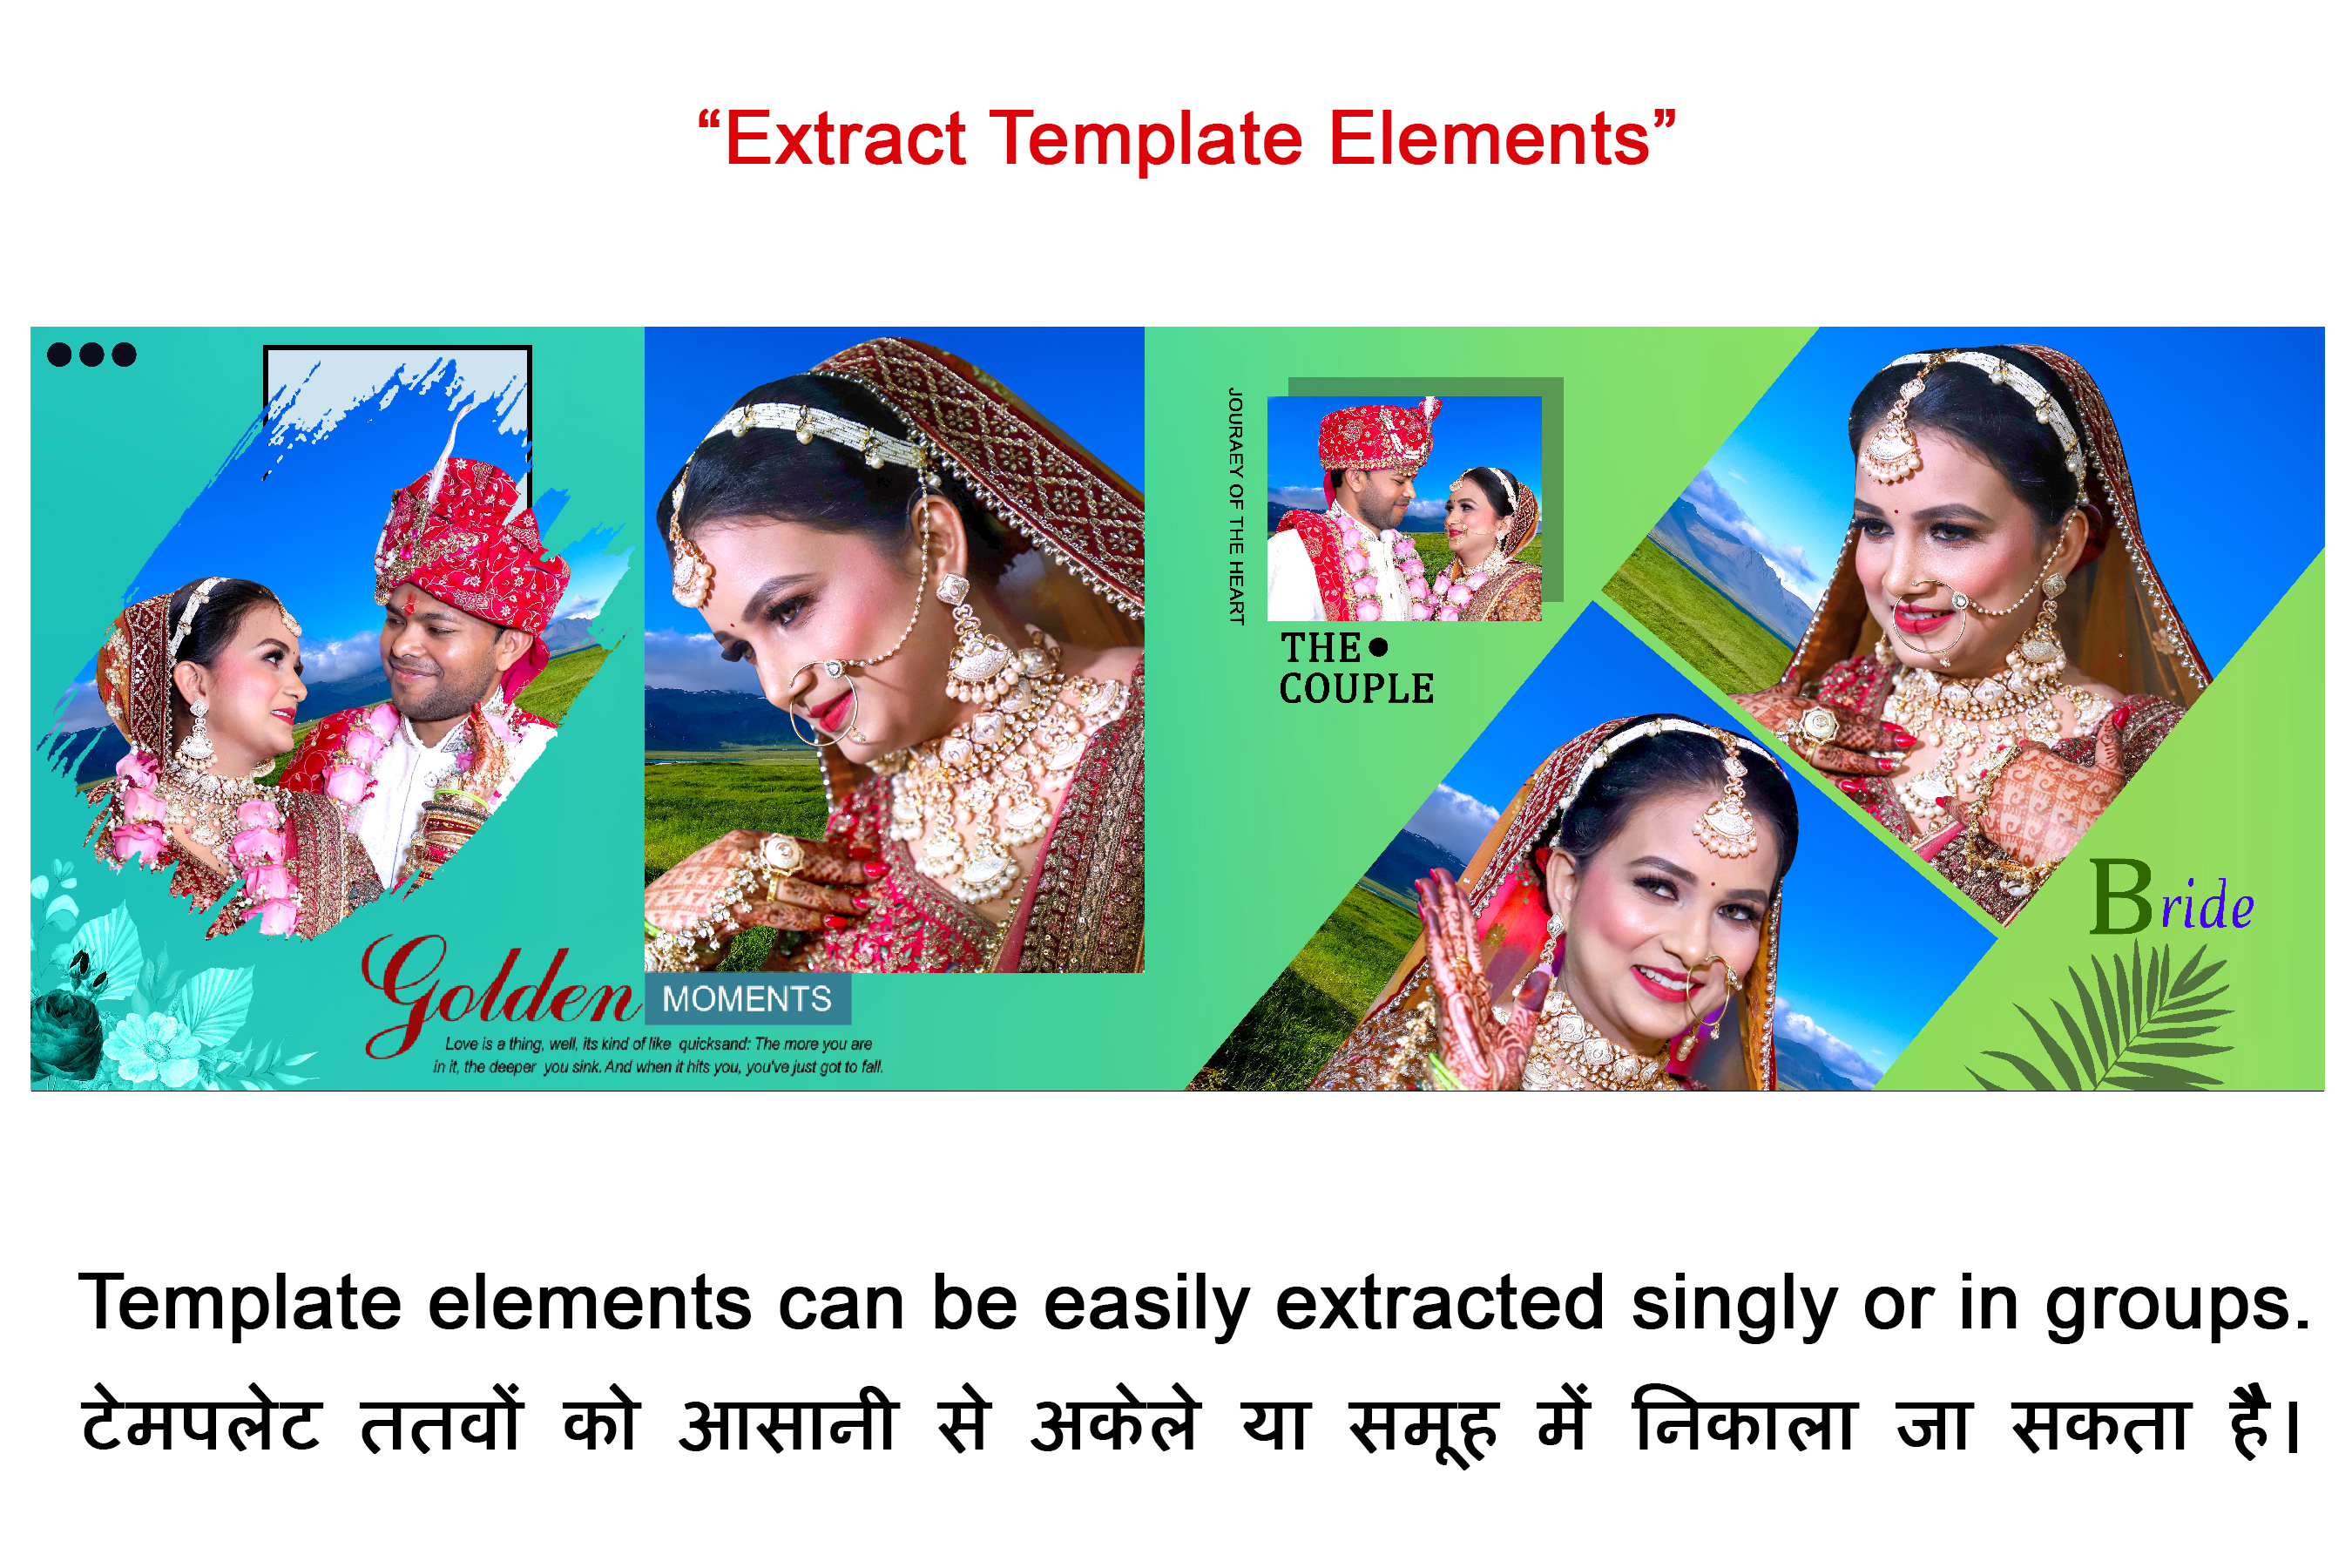 “Extract Template Elements”
JOURAEY OF THE HEART
THE
COUPLE
Bride
Golden MOMENTS
Love is a thing, well, its kind of like quicksand: The more you are
in it, the deeper you sink. And when it hits you, you've just got to fall.
Template elements can be easily extracted singly or in groups.
टेमपलेट ततवों को आसानी से अकेले या समूह में निकाला जा सकता है।